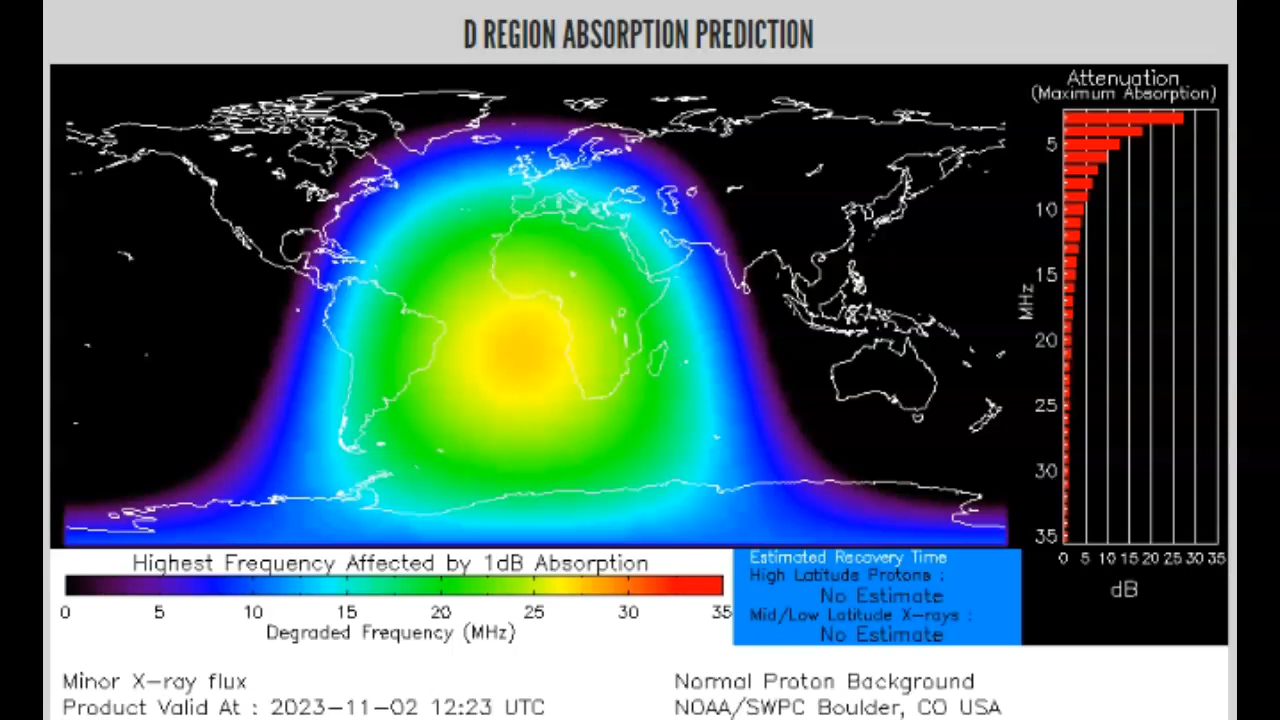 D REGION ABSORPTION PREDICTION
Attenuation
(Maximum Absorption)
5
10
15
20
25
30
35
MHz
0 5 10 15 20 25 30 35
dB
Highest Frequency Affected by 1dB Absorption
0 5 10 15 20 25 30 35
Degraded Frequency (MHz)
Estimated Recovery Time
High Latitude Protons :
No Estimate
Mid/Low Latitude X-rays :
No Estimate
Minor X-ray flux
Product Valid At : 2023-11-02 12:23 UTC
Normal Proton Background
NOAA/SWPC Boulder, CO USA